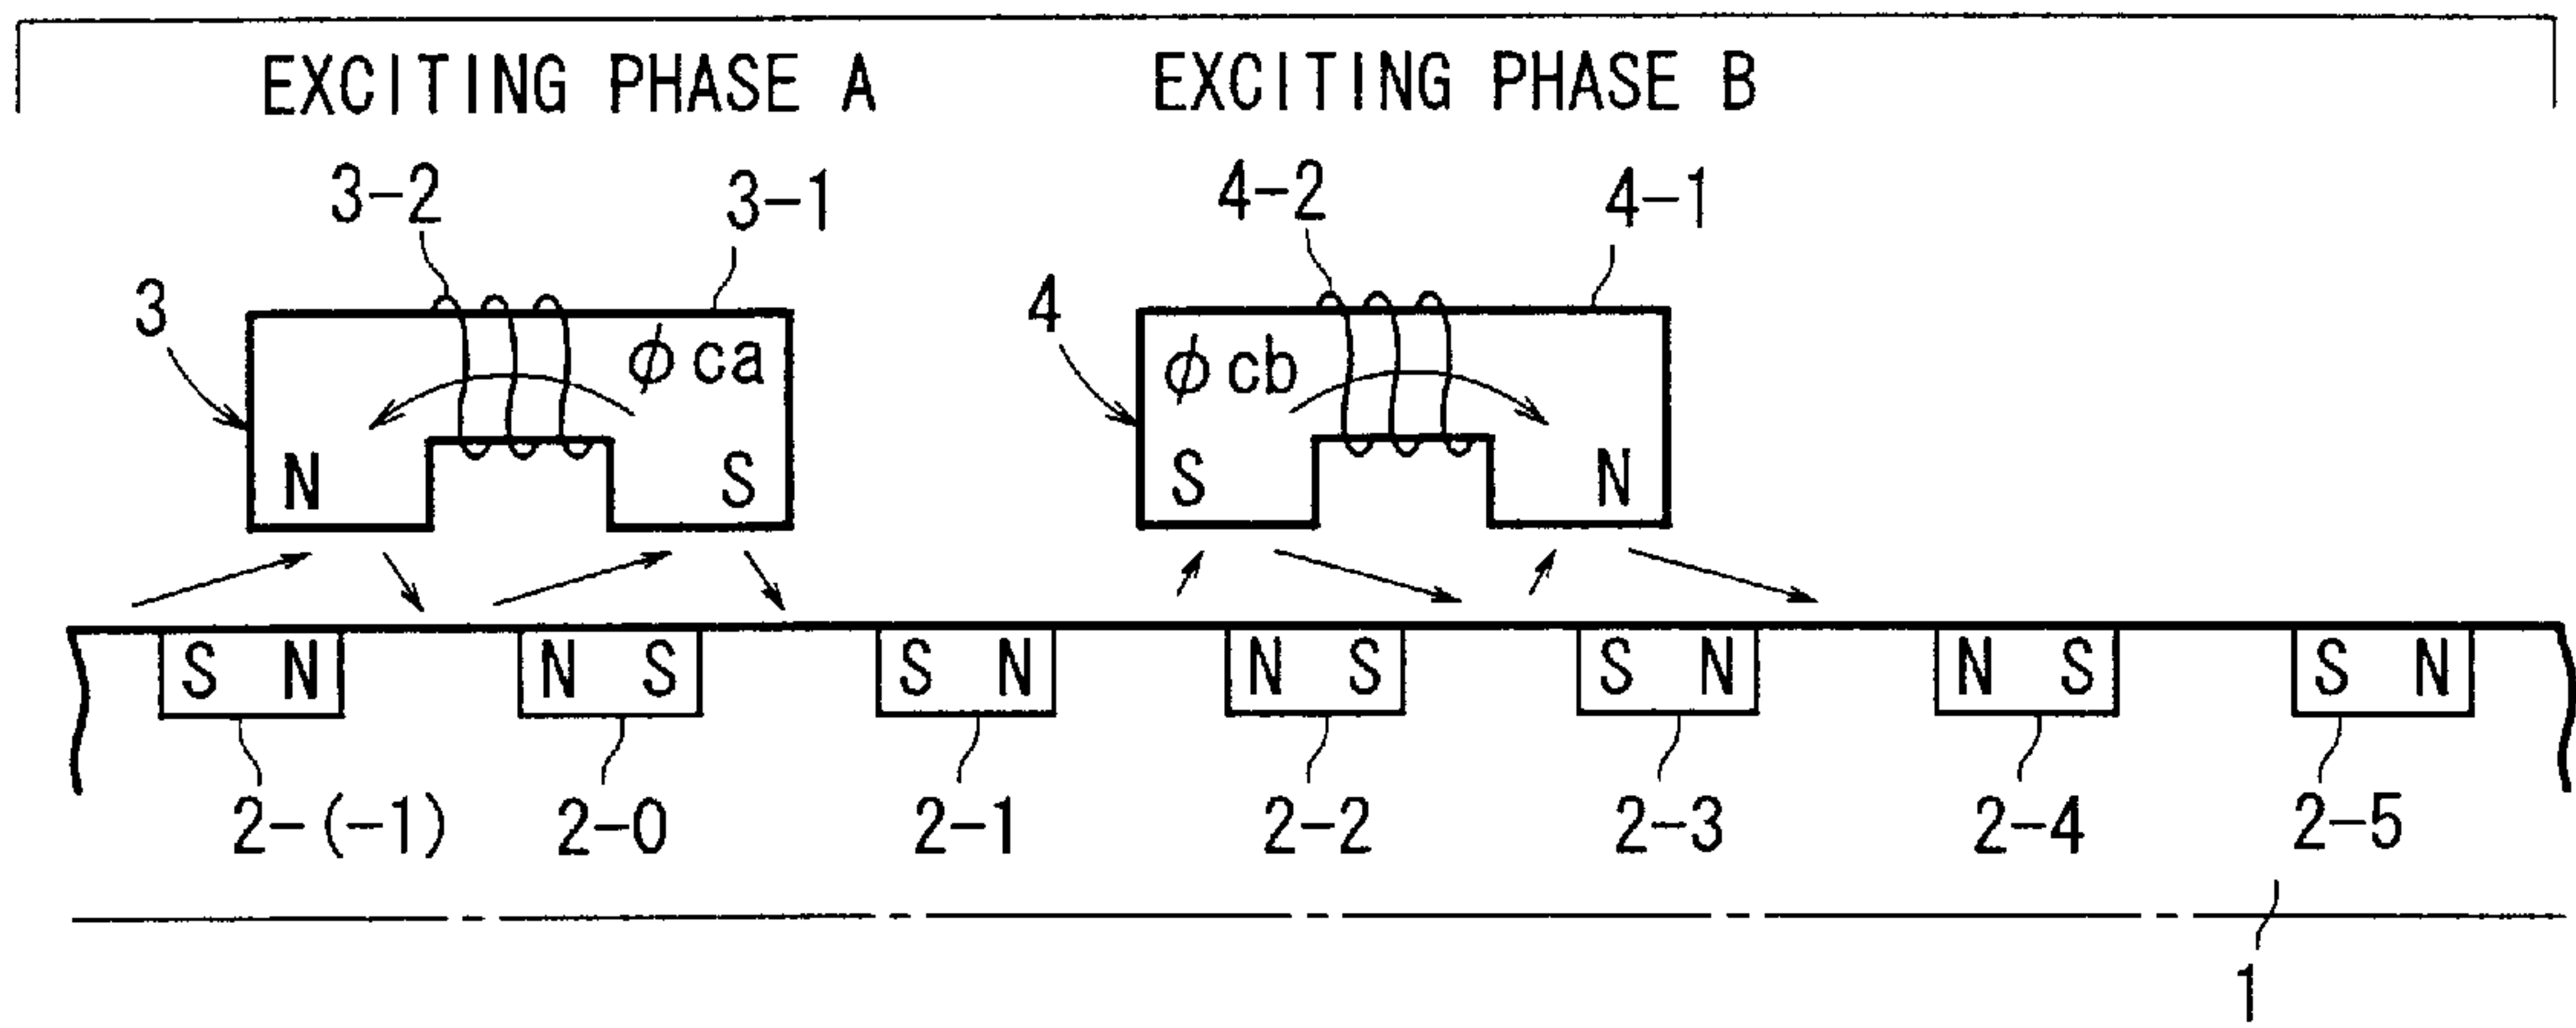 EXCITING PHASE A EXCITING PHASE B
3-2 3-1 4-2 4-1
3 4
φca φcb
N S S N
S N N S S N N S S N N S S N
2-(-1) 2-0 2-1 2-2 2-3 2-4 2-5
1